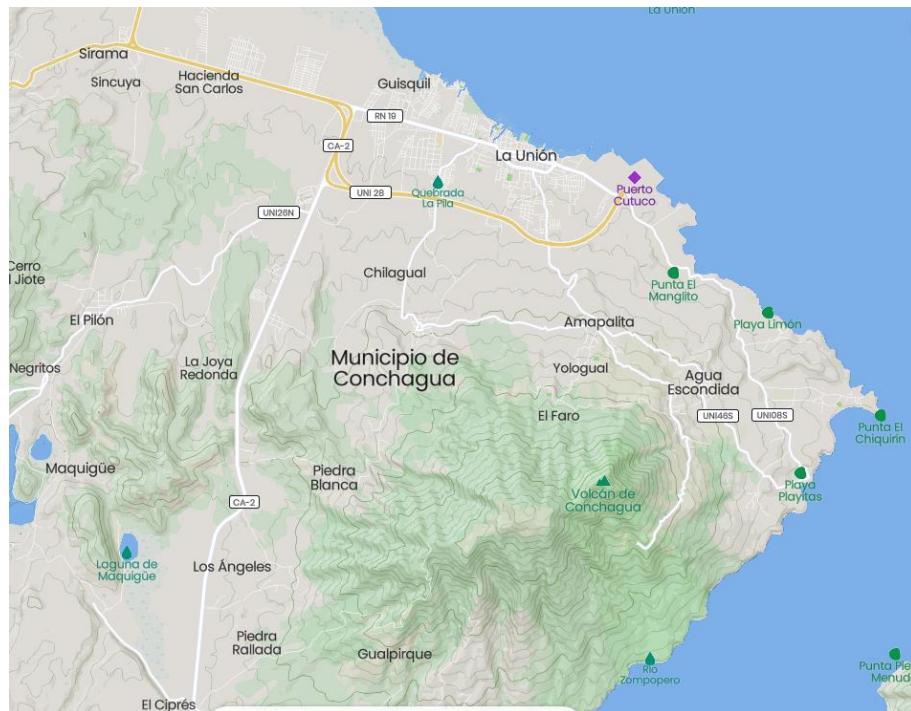 La Unión
Sirama
Sincuya
Hacienda
San Carlos
Guisquil
RN 19
CA-2
La Unión
UNI 28
Quebrada
La Pila
Puerto
Cutuco
UNI26N
Cerro
El Jiote
Chilagual
Punta El
Manglito
El Pilón
Amapalita
Playa Limón
Negritos
La Joya
Redonda
Municipio de
Conchagua
Yologual
Agua
Escondida
El Faro
UNI46S
UNI08S
Punta El
Chiquirín
Maquigüe
Piedra
Blanca
Volcán de
Conchagua
Playa
Playitas
CA-2
Laguna de
Maquigüe
Los Ángeles
Piedra
Rallada
Gualpirque
Río
Zompopero
Punta Pie
Menud
El Ciprés